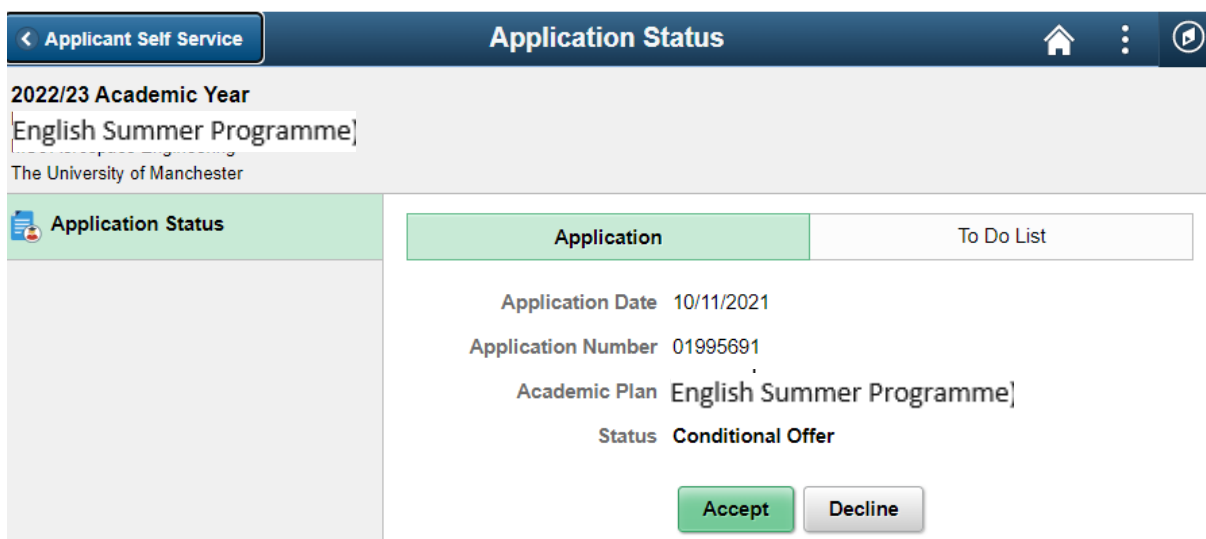 Applicant Self Service
Application Status
2022/23 Academic Year
English Summer Programme)
The University of Manchester
Application Status
Application
To Do List
Application Date 10/11/2021
Application Number 01995691
Academic Plan English Summer Programme)
Status Conditional Offer
Accept
Decline